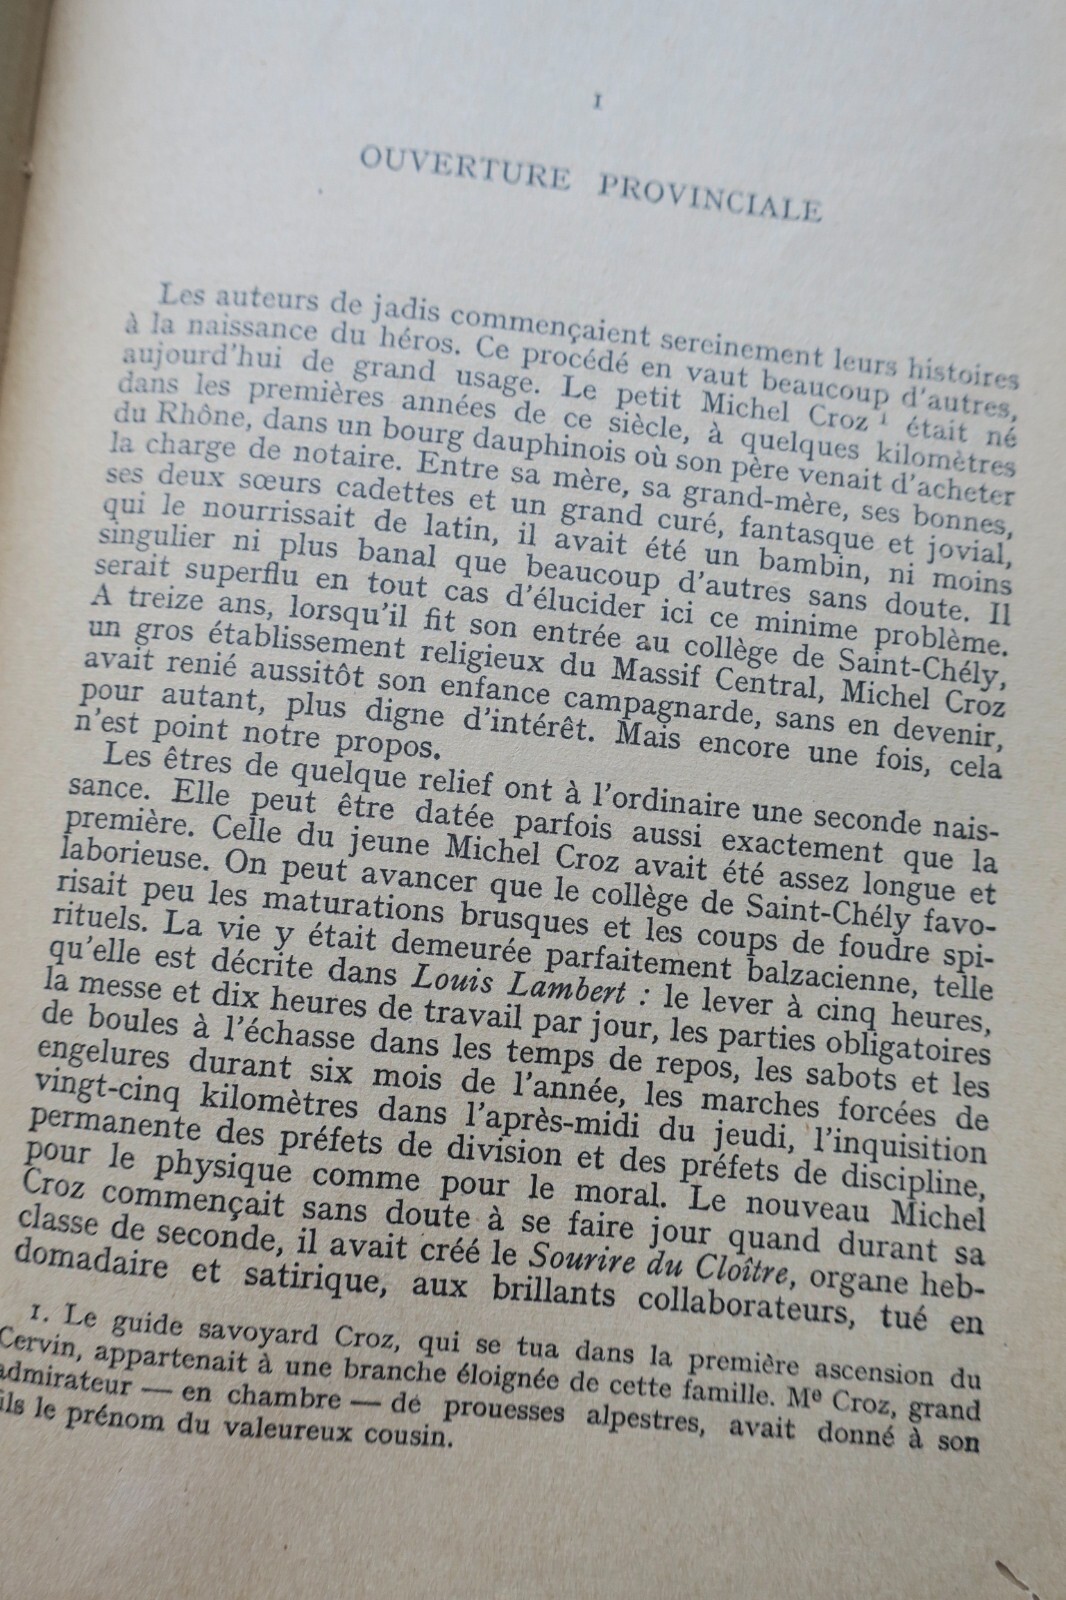 I
OUVERTURE PROVINCIALE
Les auteurs de jadis commençaient sereinement leurs histoires
à la naissance du héros. Ce procédé en vaut beaucoup d'autres,
aujourd'hui de grand usage. Le petit Michel Croz ¹ était né
dans les premières années de ce siècle, à quelques kilomètres
du Rhône, dans un bourg dauphinois où son père venait d'acheter
la charge de notaire. Entre sa mère, sa grand-mère, ses bonnes,
ses deux sœurs cadettes et un grand curé, fantasque et jovial,
qui le nourrissait de latin, il avait été un bambin, ni moins
singulier ni plus banal que beaucoup d'autres sans doute. Il
serait superflu en tout cas d'élucider ici ce minime problème.
A treize ans, lorsqu'il fit son entrée au collège de Saint-Chély,
un gros établissement religieux du Massif Central, Michel Croz
avait renié aussitôt son enfance campagnarde, sans en devenir,
pour autant, plus digne d'intérêt. Mais encore une fois, cela
n'est point notre propos.
Les êtres de quelque relief ont à l'ordinaire une seconde nais-
sance. Elle peut être datée parfois aussi exactement que la
première. Celle du jeune Michel Croz avait été assez longue et
laborieuse. On peut avancer que le collège de Saint-Chély favo-
risait peu les maturations brusques et les coups de foudre spi-
rituels. La vie y était demeurée parfaitement balzacienne, telle
qu'elle est décrite dans Louis Lambert : le lever à cinq heures,
la messe et dix heures de travail par jour, les parties obligatoires
de boules à l'échasse dans les temps de repos, les sabots et les
engelures durant six mois de l'année, les marches forcées de
vingt-cinq kilomètres dans l'après-midi du jeudi, l'inquisition
permanente des préfets de division et des préfets de discipline,
pour le physique comme pour le moral. Le nouveau Michel
Croz commençait sans doute à se faire jour quand durant sa
classe de seconde, il avait créé le Sourire du Cloître, organe heb-
domadaire et satirique, aux brillants collaborateurs, tué en
1. Le guide savoyard Croz, qui se tua dans la première ascension du
Cervin, appartenait à une branche éloignée de cette famille. Mᵉ Croz, grand
admirateur — en chambre — de prouesses alpestres, avait donné à son
fils le prénom du valeureux cousin.